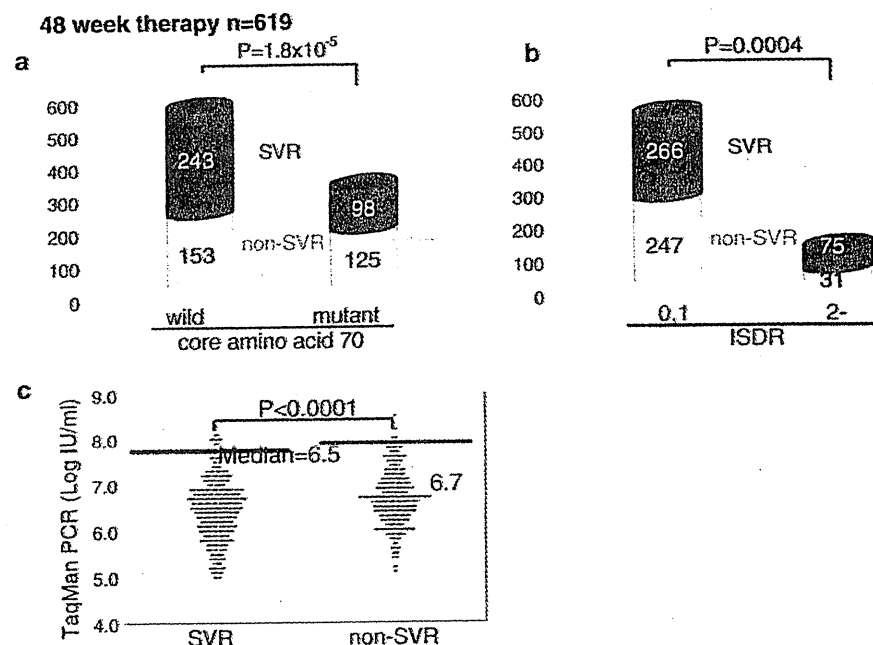 48 week therapy n=619
a
P=1.8x10⁻⁵
600
500
400
300
200
100
0
243
SVR
98
153
non-SVR
125
wild
mutant
core amino acid 70
b
P=0.0004
600
500
400
300
200
100
0
266
SVR
247
non-SVR
75
31
0,1
2-
ISDR
c
TaqMan PCR (Log IU/ml)
9.0
8.0
7.0
6.0
5.0
4.0
P<0.0001
Median=6.5
6.7
SVR
non-SVR